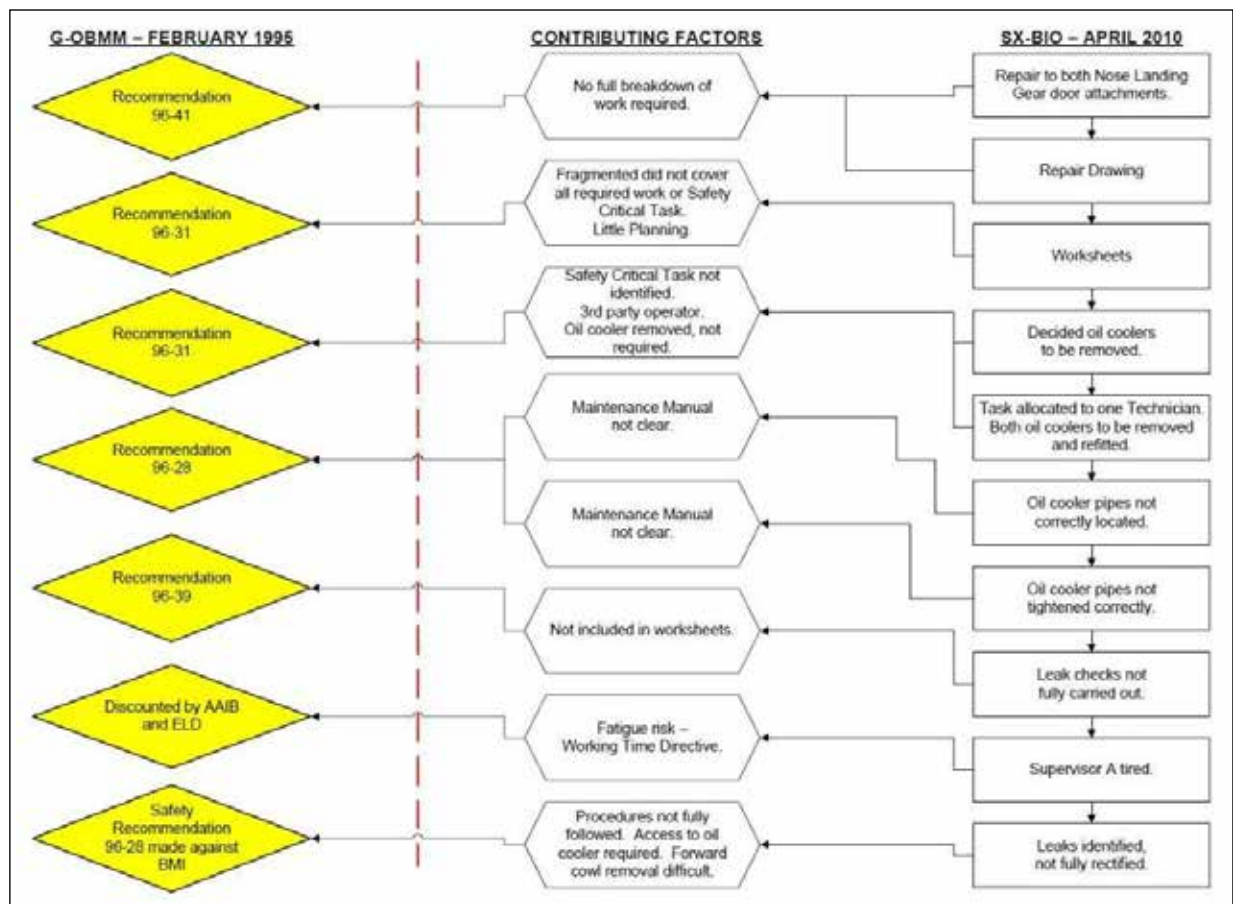 G-OBMM – FEBRUARY 1995
CONTRIBUTING FACTORS
SX-BIO – APRIL 2010
Recommendation
96-41
No full breakdown of
work required.
Repair to both Nose Landing
Gear door attachments.
Repair Drawing
Recommendation
96-31
Fragmented did not cover
all required work or Safety
Critical Task.
Little Planning
Worksheets
Recommendation
96-31
Safety Critical Task not
identified.
3rd party operator.
Oil cooler removed, not
required.
Decided oil coolers
to be removed.
Task allocated to one Technician.
Both oil coolers to be removed
and refitted.
Recommendation
96-28
Maintenance Manual
not clear.
Oil cooler pipes not
correctly located.
Maintenance Manual
not clear.
Oil cooler pipes not
tightened correctly.
Recommendation
96-39
Not included in worksheets.
Leak checks not
fully carried out.
Discounted by AAIB
and ELD
Fatigue risk –
Working Time Directive.
Supervisor A tired.
Safety
Recommendation
96-28 made against
BMI
Procedures not fully
followed. Access to oil
cooler required. Forward
cowl removal difficult.
Leaks identified,
not fully rectified.